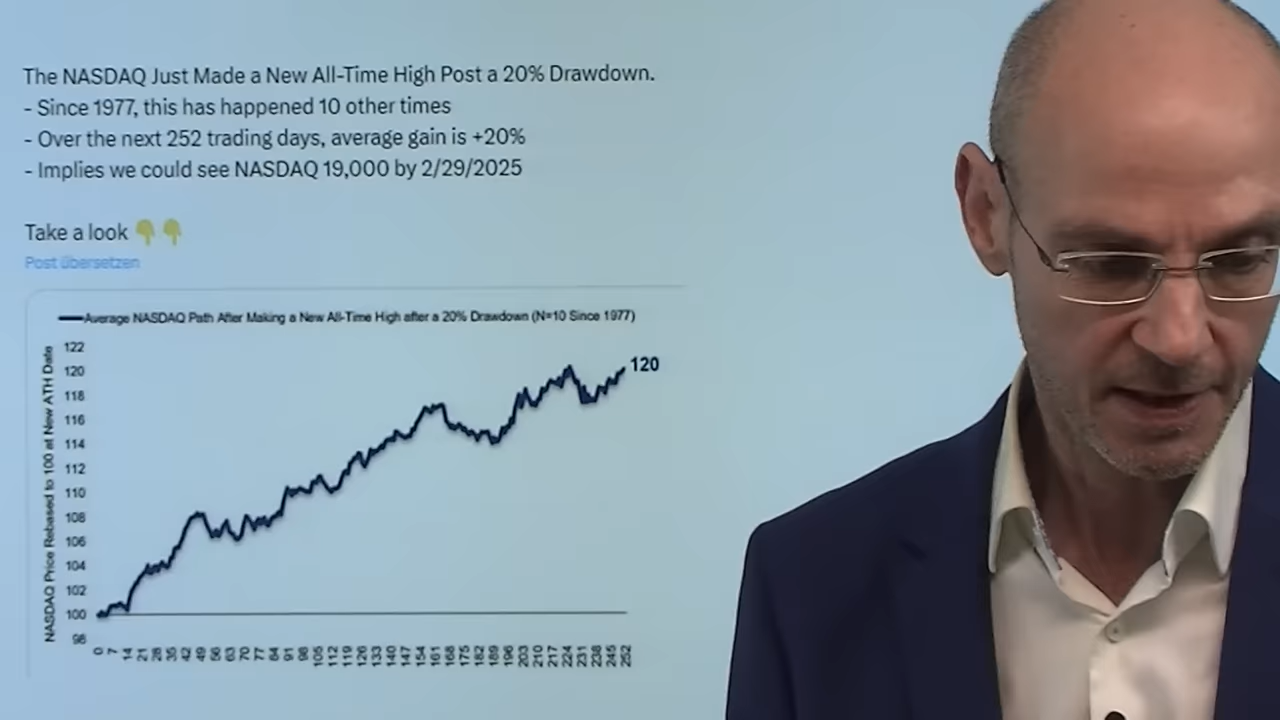 The NASDAQ Just Made a New All-Time High Post a 20% Drawdown.
- Since 1977, this has happened 10 other times
- Over the next 252 trading days, average gain is +20%
- Implies we could see NASDAQ 19,000 by 2/29/2025
Take a look 👇👇
Post übersetzen
Average NASDAQ Path After Making a New All-Time High after a 20% Drawdown (N=10 Since 1977)
NASDAQ Price Rebased to 100 at New ATH Date
122
120
118
116
114
112
110
108
106
104
102
100
98
120
0 7 14 21 28 35 42 49 56 63 70 77 84 91 98 105 112 119 126 133 140 147 154 161 168 175 182 189 196 203 210 217 224 231 238 245 252